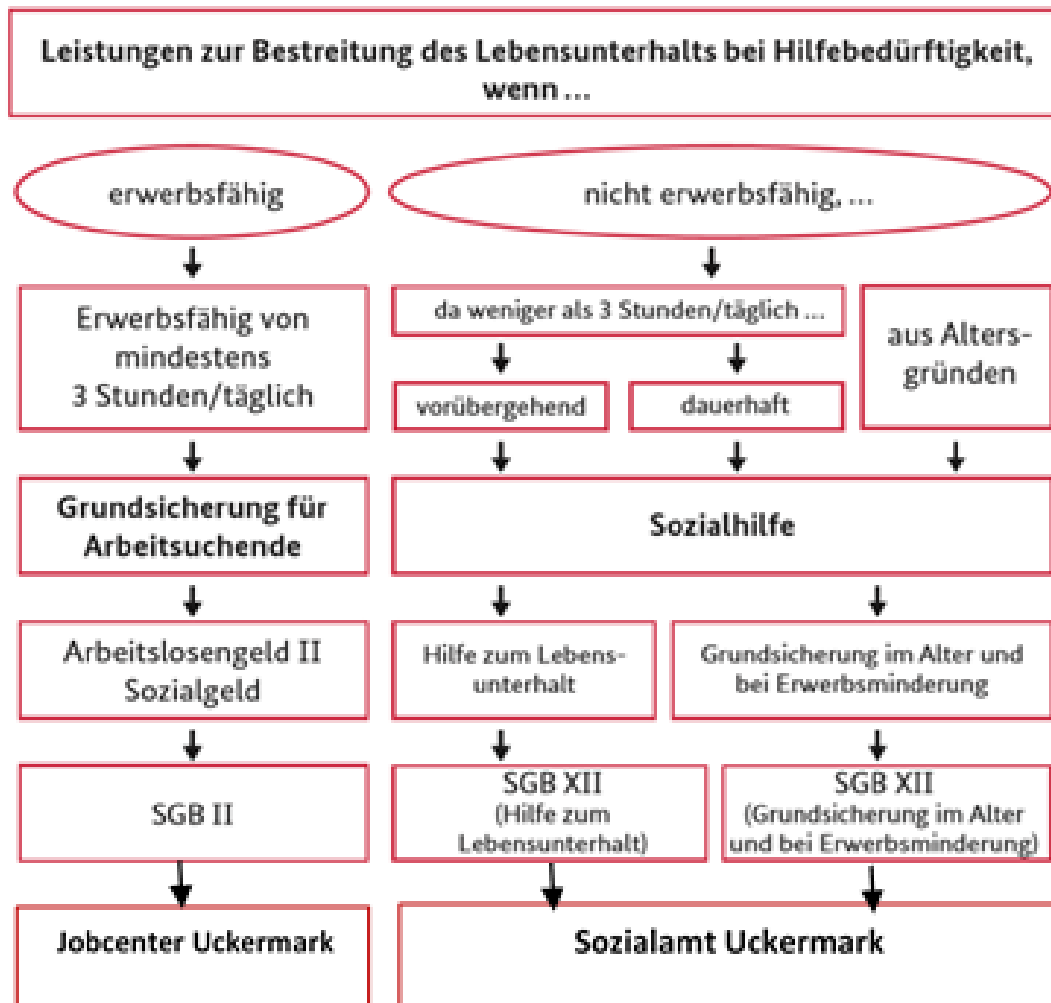 Leistungen zur Bestreitung des Lebensunterhalts bei Hilfebedürftigkeit,
wenn ...
erwerbsfähig
nicht erwerbsfähig, ...
Erwerbsfähig von
mindestens
3 Stunden/täglich
da weniger als 3 Stunden/täglich ...
vorübergehend
dauerhaft
aus Alters-
gründen
Grundsicherung für
Arbeitsuchende
Sozialhilfe
Arbeitslosengeld II
Sozialgeld
Hilfe zum Lebens-
unterhalt
Grundsicherung im Alter und
bei Erwerbsminderung
SGB II
SGB XII
(Hilfe zum
Lebensunterhalt)
SGB XII
(Grundsicherung im Alter
und bei Erwerbsminderung)
Jobcenter Uckermark
Sozialamt Uckermark